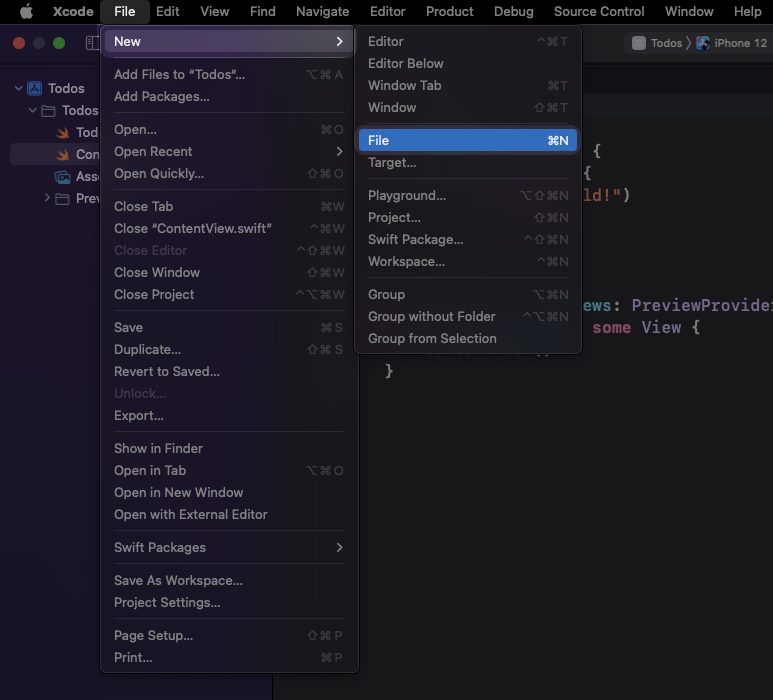 Xcode File Edit View Find Navigate Editor Product Debug Source Control Window Help
Todos
Todos
Tod
Con
Asse
Prev
New
Add Files to “Todos”... ⌥⌘A
Add Packages...
Open... ⌘O
Open Recent
Open Quickly... ⇧⌘O
Close Tab ⌘W
Close “ContentView.swift” ^⌘W
Close Editor ^⇧⌘W
Close Window ⇧⌘W
Close Project ^⌥⌘W
Save ⌘S
Duplicate... ⇧⌘S
Revert to Saved...
Unlock...
Export...
Show in Finder
Open in Tab ⌥⌘O
Open in New Window
Open with External Editor
Swift Packages
Save As Workspace...
Project Settings...
Page Setup... ⇧⌘P
Print... ⌘P
Editor ^⌘T
Editor Below
Window Tab ⌘T
Window ⇧⌘T
File ⌘N
Target...
Playground... ⌥⇧⌘N
Project... ⇧⌘N
Swift Package... ^⇧⌘N
Workspace... ^⌘N
Group ⌥⌘N
Group without Folder ^⌥⌘N
Group from Selection
Todos 〉 iPhone 12
{
{
ld!")
ews: PreviewProvider
some View {
}